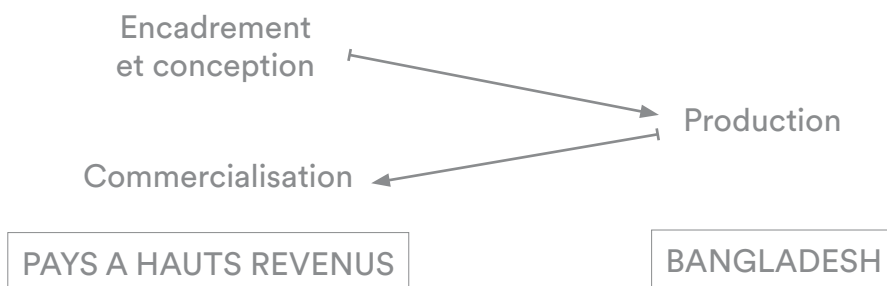 Encadrement
et conception
Production
Commercialisation
PAYS A HAUTS REVENUS
BANGLADESH